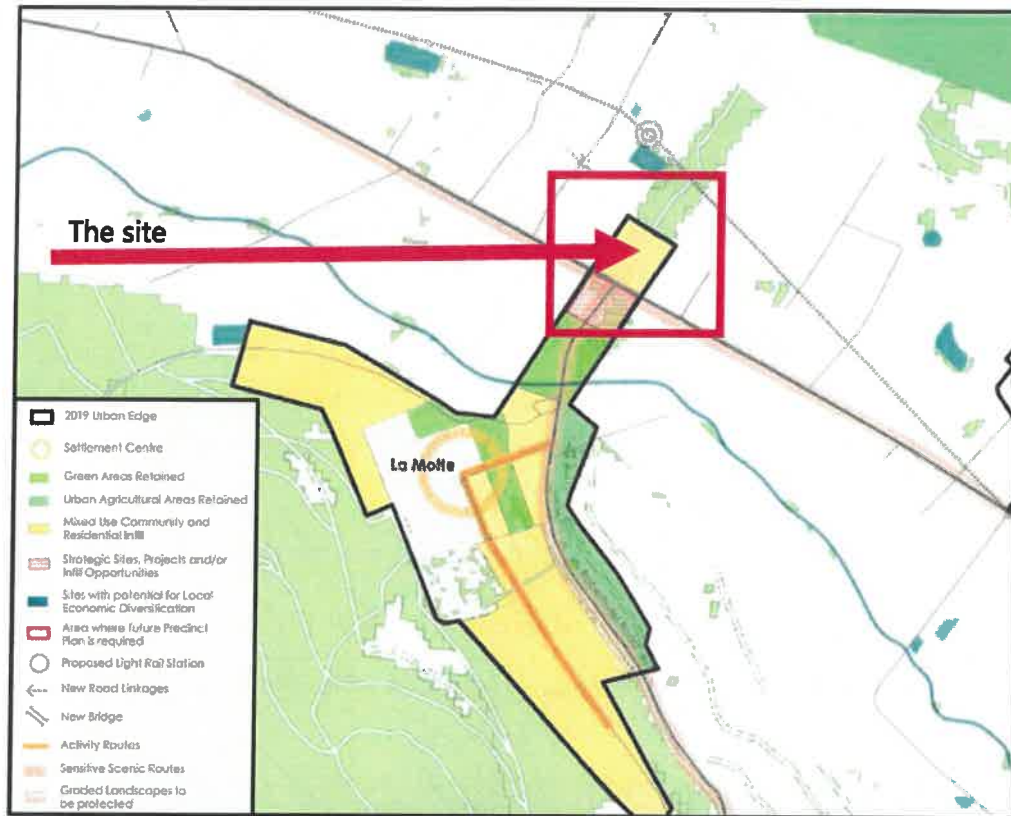 The site
La Motte
2019 Urban Edge
Settlement Centre
Green Areas Retained
Urban Agricultural Areas Retained
Mixed Use Community and
Residential Infill
Strategic Sites, Projects and/or
Infill Opportunities
Sites with potential for Local
Economic Diversification
Area where future Precinct
Plan is required
Proposed Light Rail Station
New Road Linkages
New Bridge
Activity Routes
Sensitive Scenic Routes
Graded Landscapes to
be protected